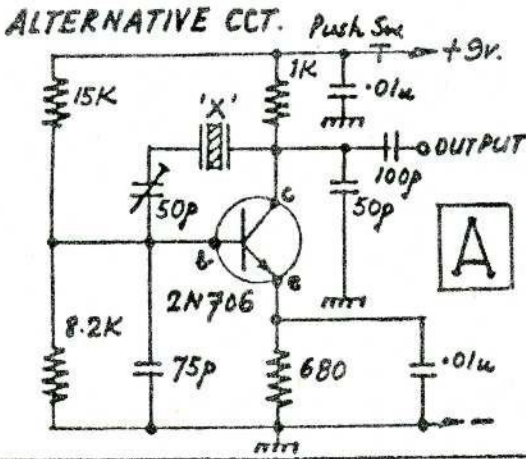 ALTERNATIVE CCT.
Push Sw
+9v.
15K
1K
.01u
'X'
OUTPUT
100p
50p
50p
c
A
b
e
2N706
8.2K
75p
680
.01u